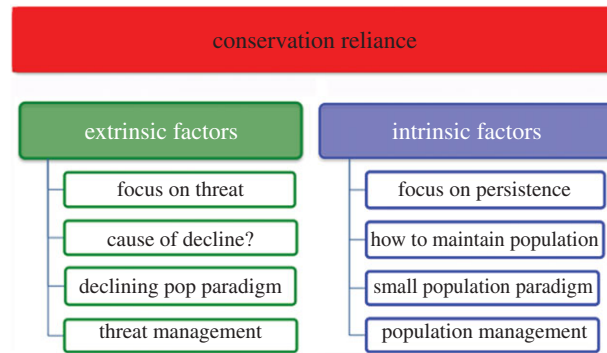 conservation reliance
extrinsic factors
focus on threat
cause of decline?
declining pop paradigm
threat management
intrinsic factors
focus on persistence
how to maintain population
small population paradigm
population management